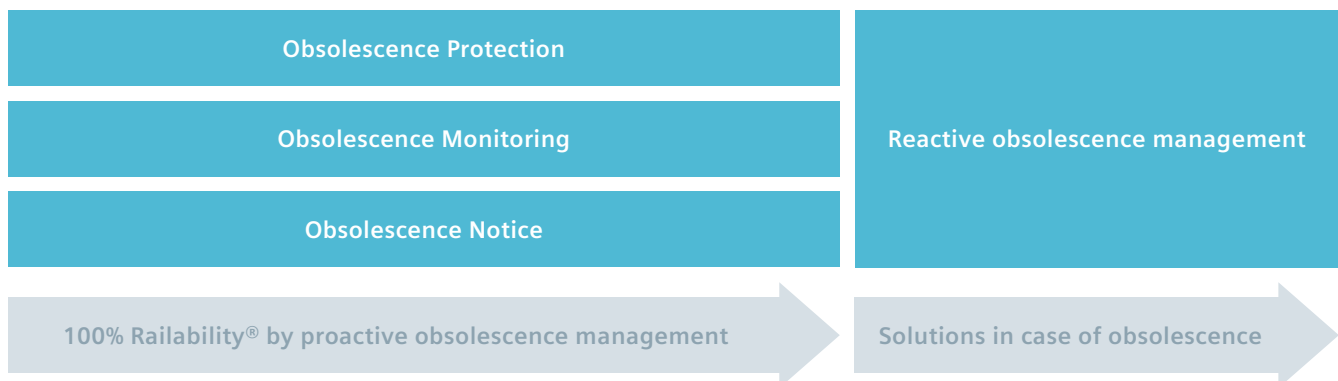 Obsolescence Protection
Obsolescence Monitoring
Obsolescence Notice
Reactive obsolescence management
100% Railability® by proactive obsolescence management
Solutions in case of obsolescence